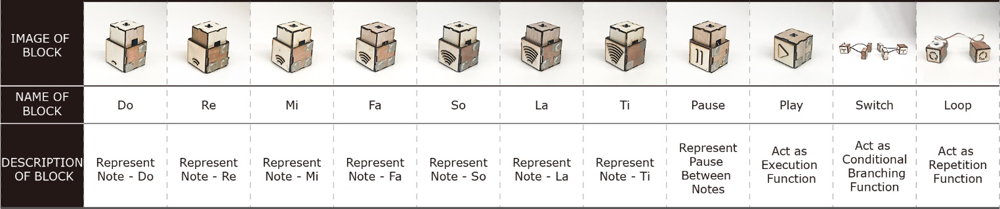 IMAGE OF
BLOCK
NAME OF
BLOCK
Do
Re
Mi
Fa
So
La
Ti
Pause
Play
Switch
Loop
DESCRIPTION
OF BLOCK
Represent
Note - Do
Represent
Note - Re
Represent
Note - Mi
Represent
Note - Fa
Represent
Note - So
Represent
Note - La
Represent
Note - Ti
Represent
Pause
Between
Notes
Act as
Execution
Function
Act as
Conditional
Branching
Function
Act as
Repetition
Function